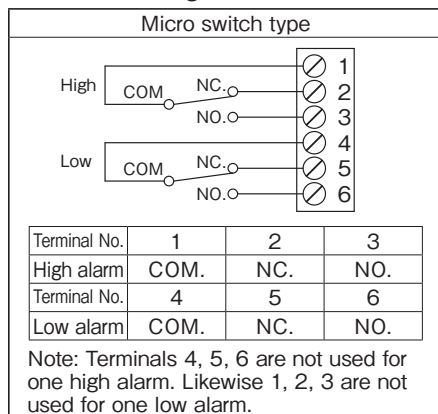 Micro switch type
High COM NC. NO. 1 2 3
Low COM NC. NO. 4 5 6
Terminal No. 1 2 3
High alarm COM. NC. NO.
Terminal No. 4 5 6
Low alarm COM. NC. NO.
Note: Terminals 4, 5, 6 are not used for
one high alarm. Likewise 1, 2, 3 are not
used for one low alarm.